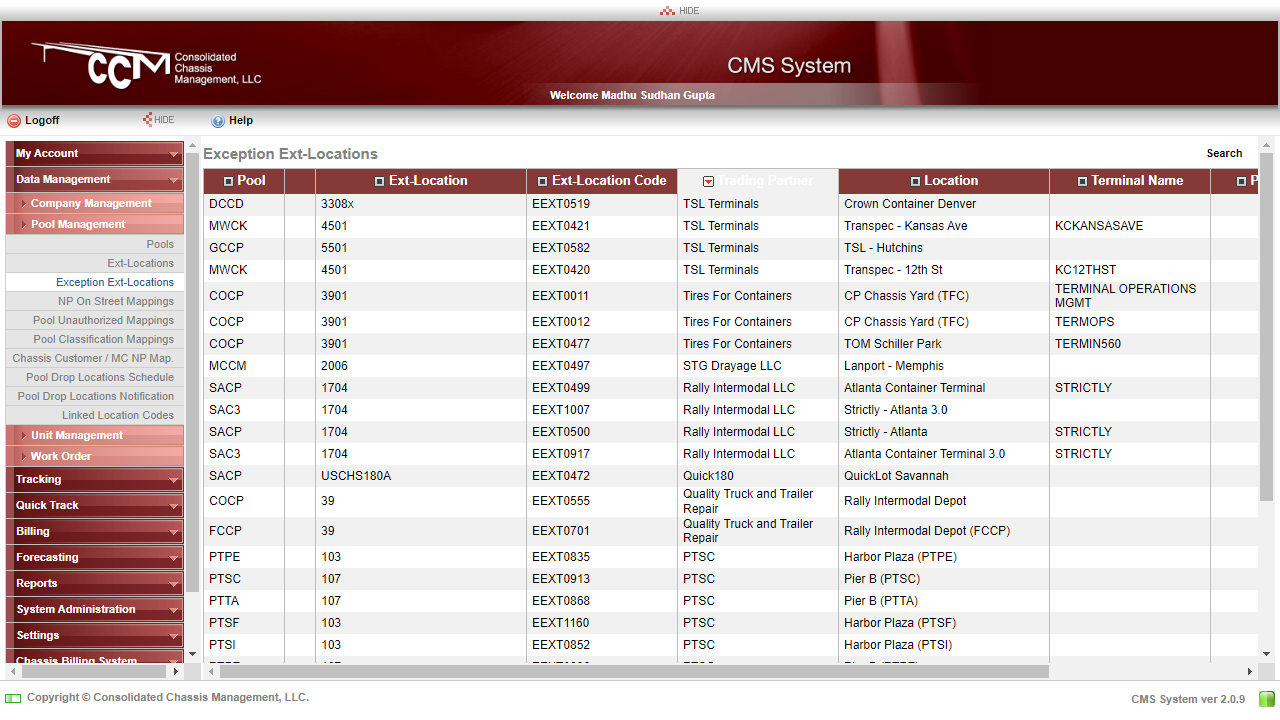 HIDE
CCM Consolidated
Chassis
Management, LLC
CMS System
Welcome Madhu Sudhan Gupta
Logoff HIDE Help
My Account
Data Management
Company Management
Pool Management
Pools
Ext-Locations
Exception Ext-Locations
NP On Street Mappings
Pool Unauthorized Mappings
Pool Classification Mappings
Chassis Customer / MC NP Map.
Pool Drop Locations Schedule
Pool Drop Locations Notification
Linked Location Codes
Unit Management
Work Order
Tracking
Quick Track
Billing
Forecasting
Reports
System Administration
Settings
Chassis Billing System
Exception Ext-Locations Search
Pool Ext-Location Ext-Location Code Trading Partner Location Terminal Name P
DCCD 3308x EEXT0519 TSL Terminals Crown Container Denver
MWCK 4501 EEXT0421 TSL Terminals Transpec - Kansas Ave KCKANSASAVE
GCCP 5501 EEXT0582 TSL Terminals TSL - Hutchins
MWCK 4501 EEXT0420 TSL Terminals Transpec - 12th St KC12THST
COCP 3901 EEXT0011 Tires For Containers CP Chassis Yard (TFC) TERMINAL OPERATIONS
MGMT
COCP 3901 EEXT0012 Tires For Containers CP Chassis Yard (TFC) TERMOPS
COCP 3901 EEXT0477 Tires For Containers TOM Schiller Park TERMIN560
MCCM 2006 EEXT0497 STG Drayage LLC Lanport - Memphis
SACP 1704 EEXT0499 Rally Intermodal LLC Atlanta Container Terminal STRICTLY
SAC3 1704 EEXT1007 Rally Intermodal LLC Strictly - Atlanta 3.0
SACP 1704 EEXT0500 Rally Intermodal LLC Strictly - Atlanta STRICTLY
SAC3 1704 EEXT0917 Rally Intermodal LLC Atlanta Container Terminal 3.0 STRICTLY
SACP USCHS180A EEXT0472 Quick180 QuickLot Savannah
COCP 39 EEXT0555 Quality Truck and Trailer
Repair Rally Intermodal Depot
FCCP 39 EEXT0701 Quality Truck and Trailer
Repair Rally Intermodal Depot (FCCP)
PTPE 103 EEXT0835 PTSC Harbor Plaza (PTPE)
PTSC 107 EEXT0913 PTSC Pier B (PTSC)
PTTA 107 EEXT0868 PTSC Pier B (PTTA)
PTSF 103 EEXT1160 PTSC Harbor Plaza (PTSF)
PTSI 103 EEXT0852 PTSC Harbor Plaza (PTSI)
Copyright © Consolidated Chassis Management, LLC. CMS System ver 2.0.9